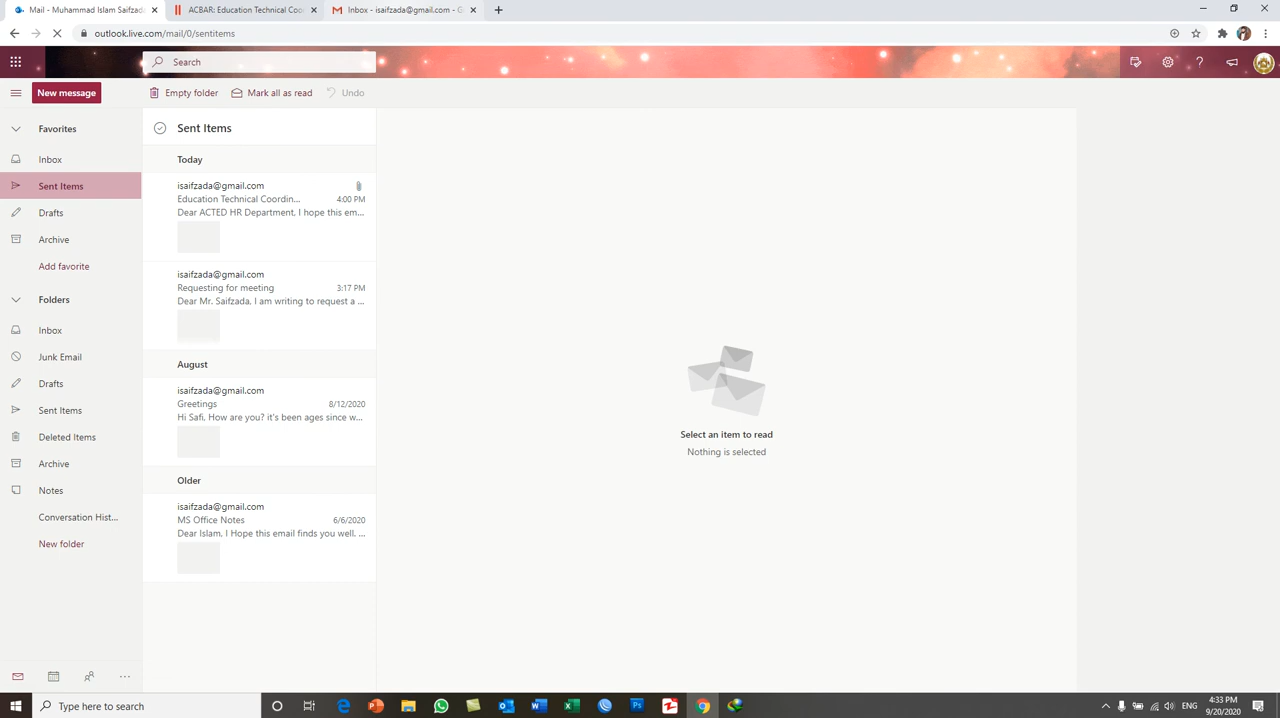 Mail - Muhammad Islam Saifzada
ACBAR: Education Technical Coo
Inbox - isaifzada@gmail.com - G
outlook.live.com/mail/0/sentitems
Search
New message
Empty folder
Mark all as read
Undo
Favorites
Inbox
Sent Items
Drafts
Archive
Add favorite
Folders
Inbox
Junk Email
Drafts
Sent Items
Deleted Items
Archive
Notes
Conversation Hist...
New folder
Sent Items
Today
isaifzada@gmail.com
Education Technical Coordin... 4:00 PM
Dear ACTED HR Department, I hope this em...
isaifzada@gmail.com
Requesting for meeting 3:17 PM
Dear Mr. Saifzada, I am writing to request a ...
August
isaifzada@gmail.com
Greetings 8/12/2020
Hi Safi, How are you? it's been ages since w...
Older
isaifzada@gmail.com
MS Office Notes 6/6/2020
Dear Islam, I Hope this email finds you well. ...
Select an item to read
Nothing is selected
Type here to search
ENG
4:33 PM
9/20/2020